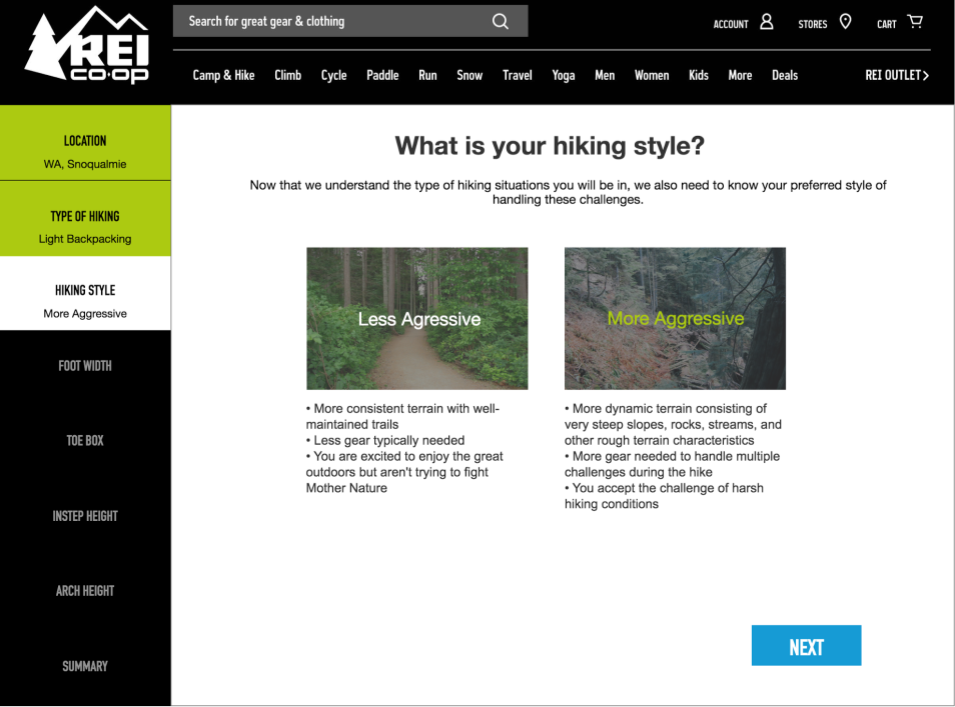 REI
CO·OP
Search for great gear & clothing
ACCOUNT
STORES
CART
Camp & Hike Climb Cycle Paddle Run Snow Travel Yoga Men Women Kids More Deals REI OUTLET>
LOCATION
WA, Snoqualmie
TYPE OF HIKING
Light Backpacking
HIKING STYLE
More Aggressive
FOOT WIDTH
TOE BOX
INSTEP HEIGHT
ARCH HEIGHT
SUMMARY
What is your hiking style?
Now that we understand the type of hiking situations you will be in, we also need to know your preferred style of
handling these challenges.
Less Agressive
• More consistent terrain with well-
maintained trails
• Less gear typically needed
• You are excited to enjoy the great
outdoors but aren't trying to fight
Mother Nature
More Aggressive
• More dynamic terrain consisting of
very steep slopes, rocks, streams, and
other rough terrain characteristics
• More gear needed to handle multiple
challenges during the hike
• You accept the challenge of harsh
hiking conditions
NEXT